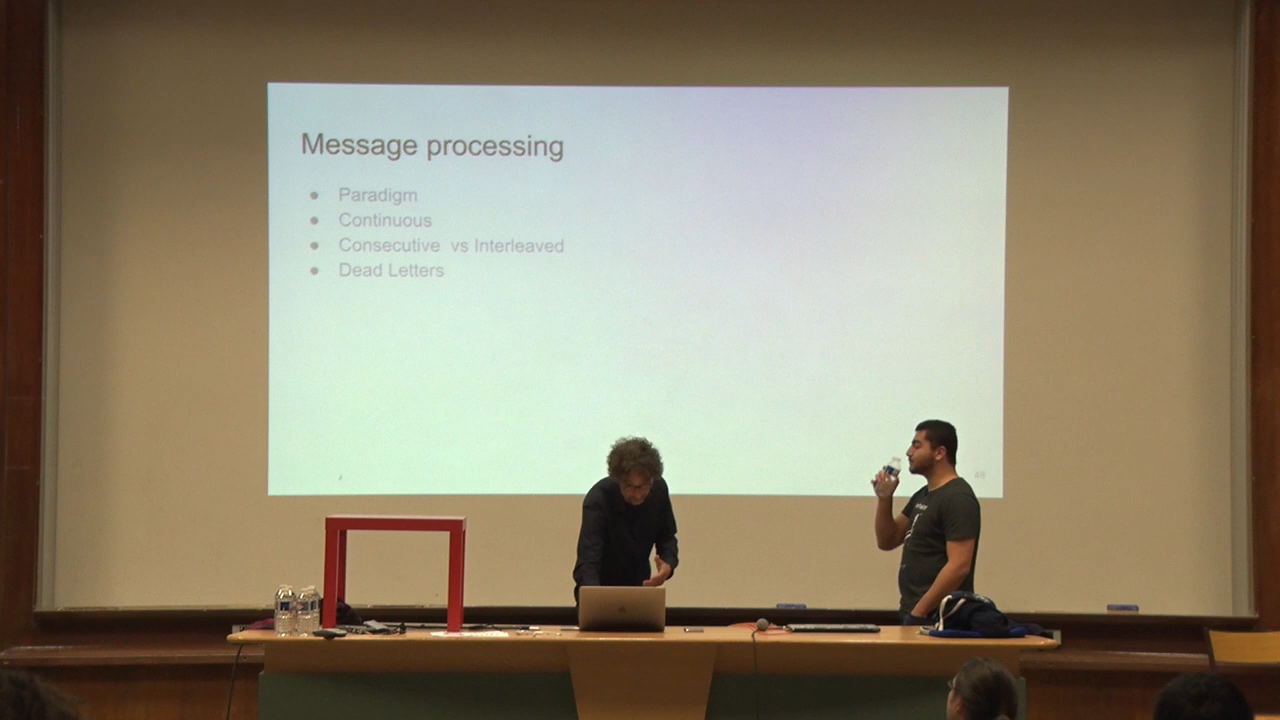 Message processing
● Paradigm
● Continuous
● Consecutive vs Interleaved
● Dead Letters